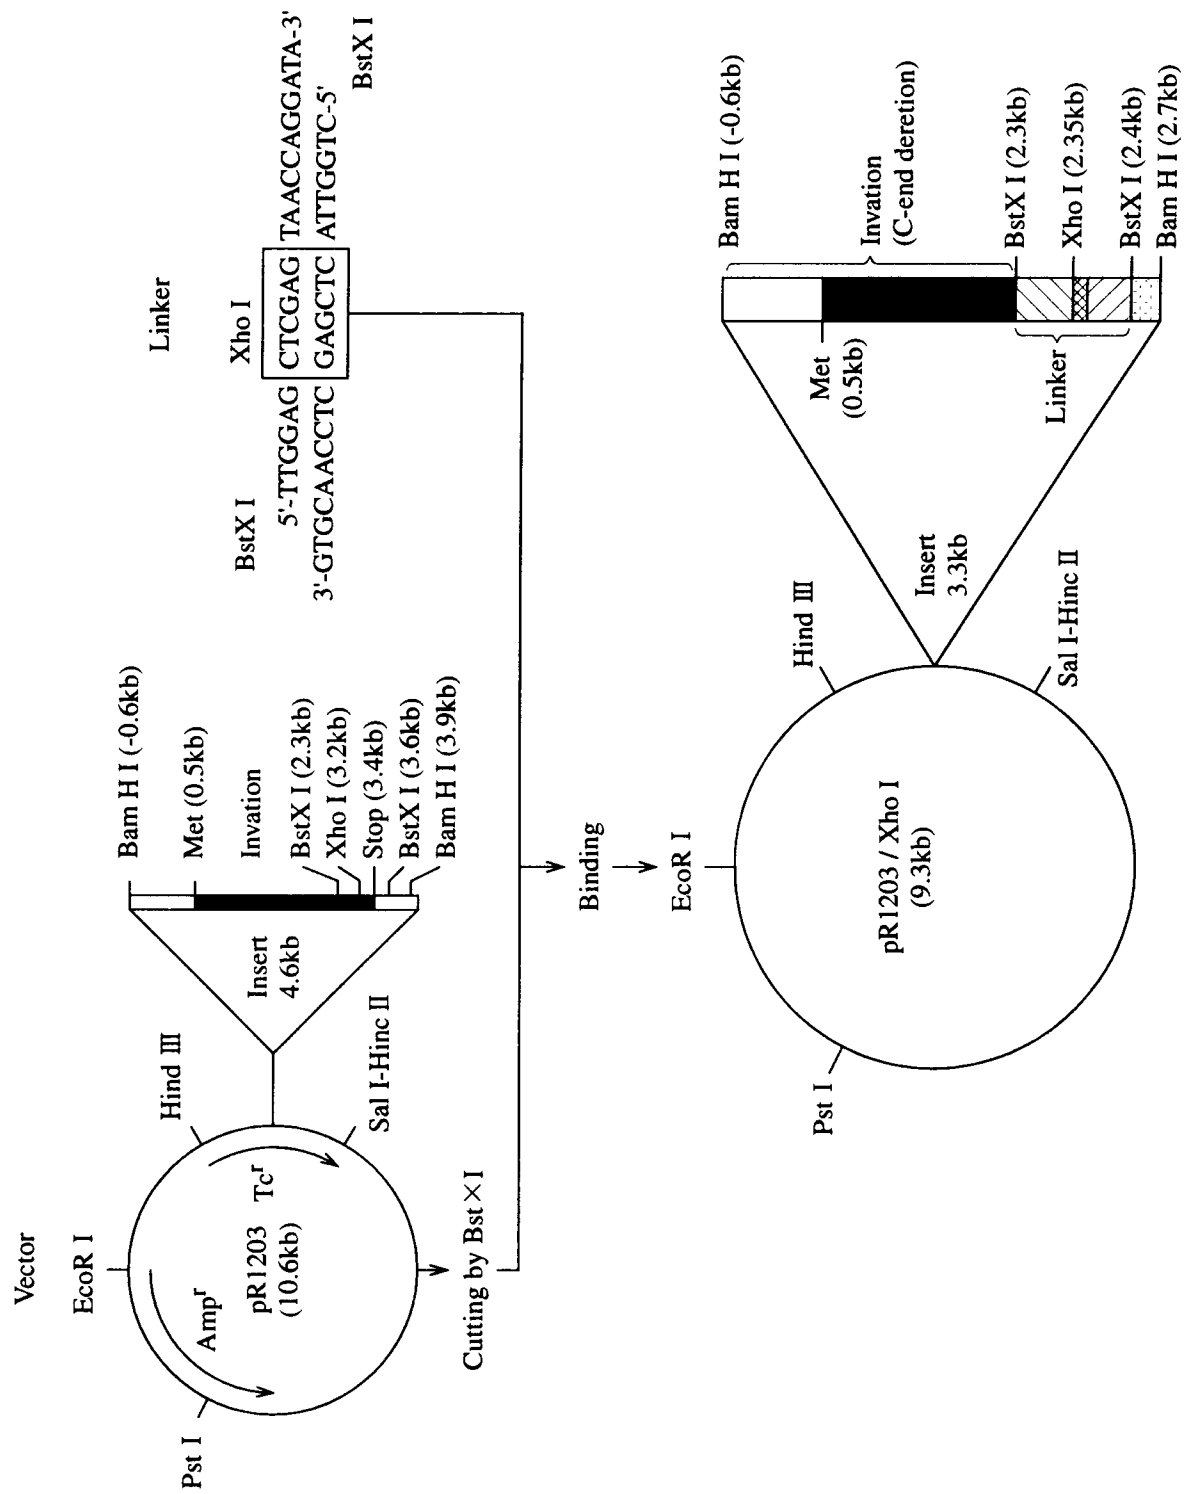 Vector
EcoR I
Pst I
Hind III
Amp^r
Tc^r
pR1203
(10.6kb)
Sal I-Hinc II
Insert
4.6kb
Bam H I (-0.6kb)
Met (0.5kb)
Invation
BstX I (2.3kb)
Xho I (3.2kb)
Stop (3.4kb)
BstX I (3.6kb)
Bam H I (3.9kb)
Cutting by Bst×I
Linker
Xho I
BstX I
5'-TTGGAG CTCGAG TAACCAGGATA-3'
3'-GTGCAACCTC GAGCTC ATTGGTC-5'
BstX I
Binding
EcoR I
Pst I
Hind III
pR1203 / Xho I
(9.3kb)
Sal I-Hinc II
Insert
3.3kb
Met
(0.5kb)
Linker
Bam H I (-0.6kb)
Invation
(C-end deretion)
BstX I (2.3kb)
Xho I (2.35kb)
BstX I (2.4kb)
Bam H I (2.7kb)